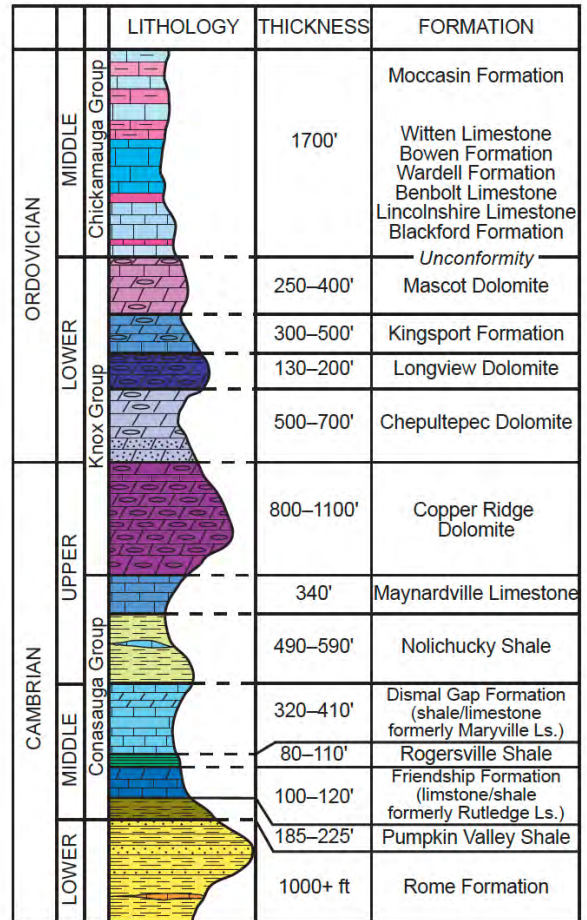 LITHOLOGY THICKNESS FORMATION
ORDOVICIAN
MIDDLE
Chickamauga Group
1700'
Moccasin Formation
Witten Limestone
Bowen Formation
Wardell Formation
Benbolt Limestone
Lincolnshire Limestone
Blackford Formation
Unconformity
LOWER
Knox Group
250–400' Mascot Dolomite
300–500' Kingsport Formation
130–200' Longview Dolomite
500–700' Chepultepec Dolomite
CAMBRIAN
UPPER
800–1100' Copper Ridge
Dolomite
340' Maynardville Limestone
Conasauga Group
490–590' Nolichucky Shale
MIDDLE
320–410' Dismal Gap Formation
(shale/limestone
formerly Maryville Ls.)
80–110' Rogersville Shale
100–120' Friendship Formation
(limstone/shale
formerly Rutledge Ls.)
185–225' Pumpkin Valley Shale
LOWER
1000+ ft Rome Formation